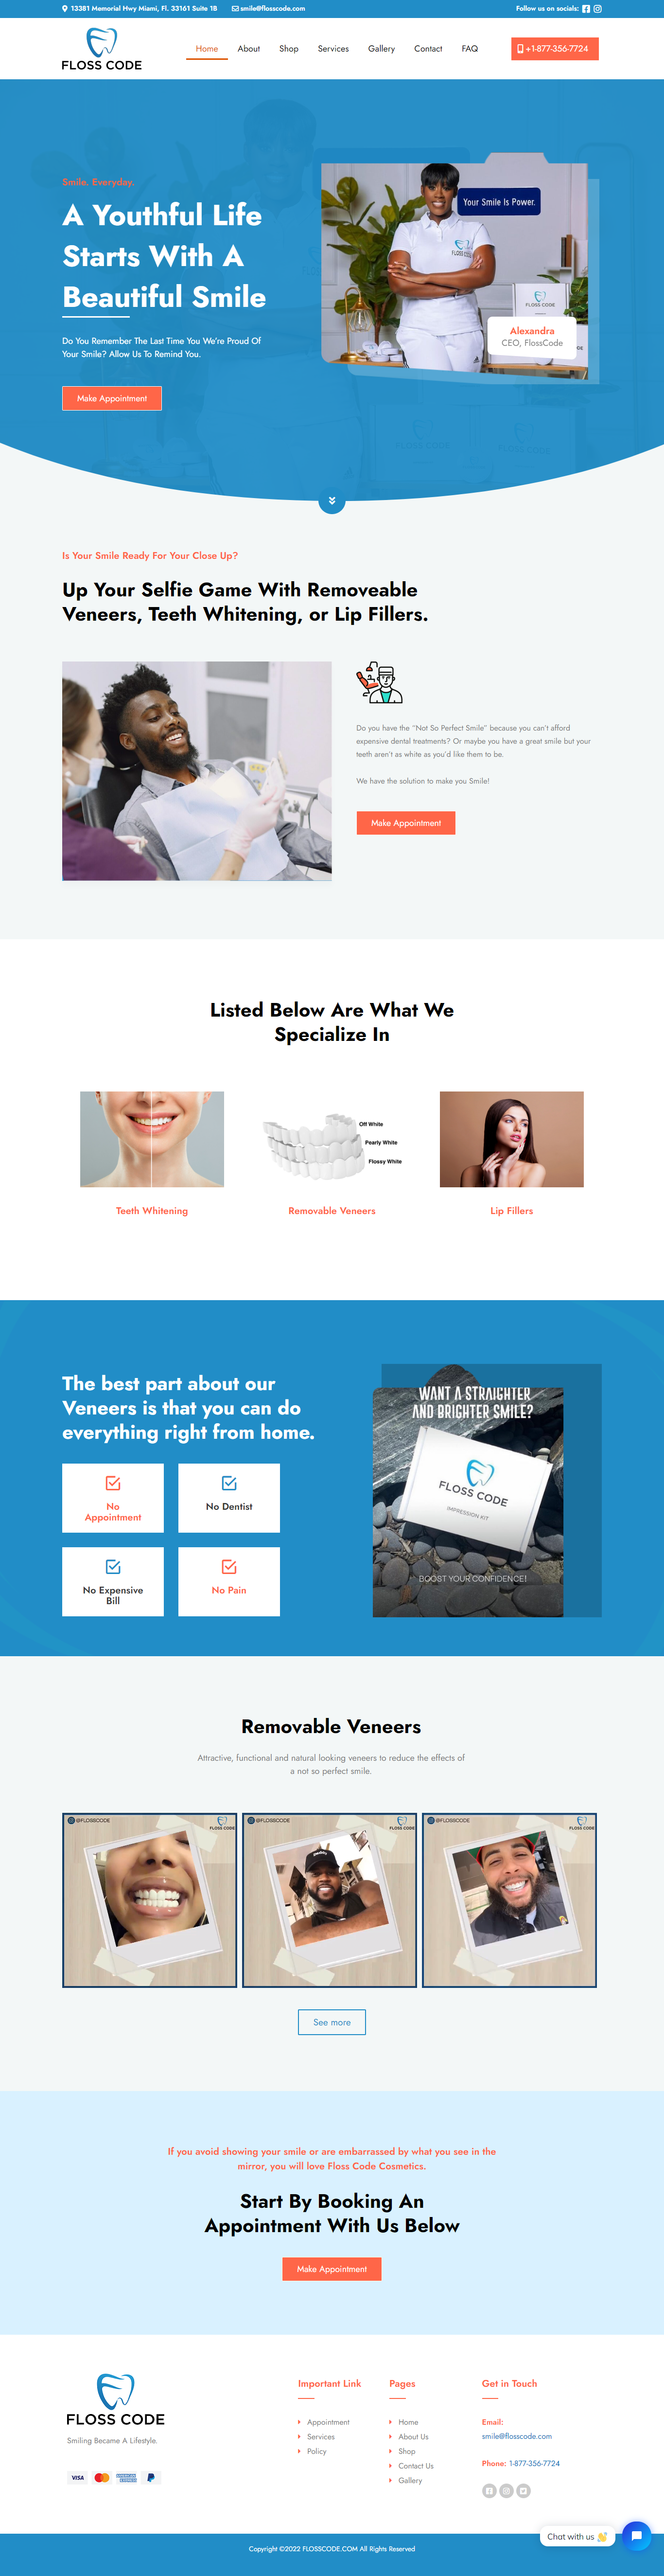 13381 Memorial Hwy Miami, Fl. 33161 Suite 1B
smile@flosscode.com
Follow us on socials:
FLOSS CODE
Home
About
Shop
Services
Gallery
Contact
FAQ
+1-877-356-7724
Smile. Everyday.
A Youthful Life
Starts With A
Beautiful Smile
Do You Remember The Last Time You We're Proud Of
Your Smile? Allow Us To Remind You.
Make Appointment
Your Smile Is Power.
FLOSS CODE
Alexandra
CEO, FlossCode
Is Your Smile Ready For Your Close Up?
Up Your Selfie Game With Removeable
Veneers, Teeth Whitening, or Lip Fillers.
Do you have the "Not So Perfect Smile" because you can't afford
expensive dental treatments? Or maybe you have a great smile but your
teeth aren't as white as you'd like them to be.
We have the solution to make you Smile!
Make Appointment
Listed Below Are What We
Specialize In
Off White
Pearly White
Flossy White
Teeth Whitening
Removable Veneers
Lip Fillers
The best part about our
Veneers is that you can do
everything right from home.
No
Appointment
No Dentist
No Expensive
Bill
No Pain
WANT A STRAIGHTER
AND BRIGHTER SMILE?
FLOSS CODE
IMPRESSION KIT
BOOST YOUR CONFIDENCE!
Removable Veneers
Attractive, functional and natural looking veneers to reduce the effects of
a not so perfect smile.
@FLOSSCODE
FLOSS CODE
@FLOSSCODE
FLOSS CODE
@FLOSSCODE
FLOSS CODE
See more
If you avoid showing your smile or are embarrassed by what you see in the
mirror, you will love Floss Code Cosmetics.
Start By Booking An
Appointment With Us Below
Make Appointment
FLOSS CODE
Smiling Became A Lifestyle.
VISA
AMERICAN EXPRESS
Important Link
Appointment
Services
Policy
Pages
Home
About Us
Shop
Contact Us
Gallery
Get in Touch
Email:
smile@flosscode.com
Phone: 1-877-356-7724
Chat with us 👋
Copyright ©2022 FLOSSCODE.COM All Rights Reserved